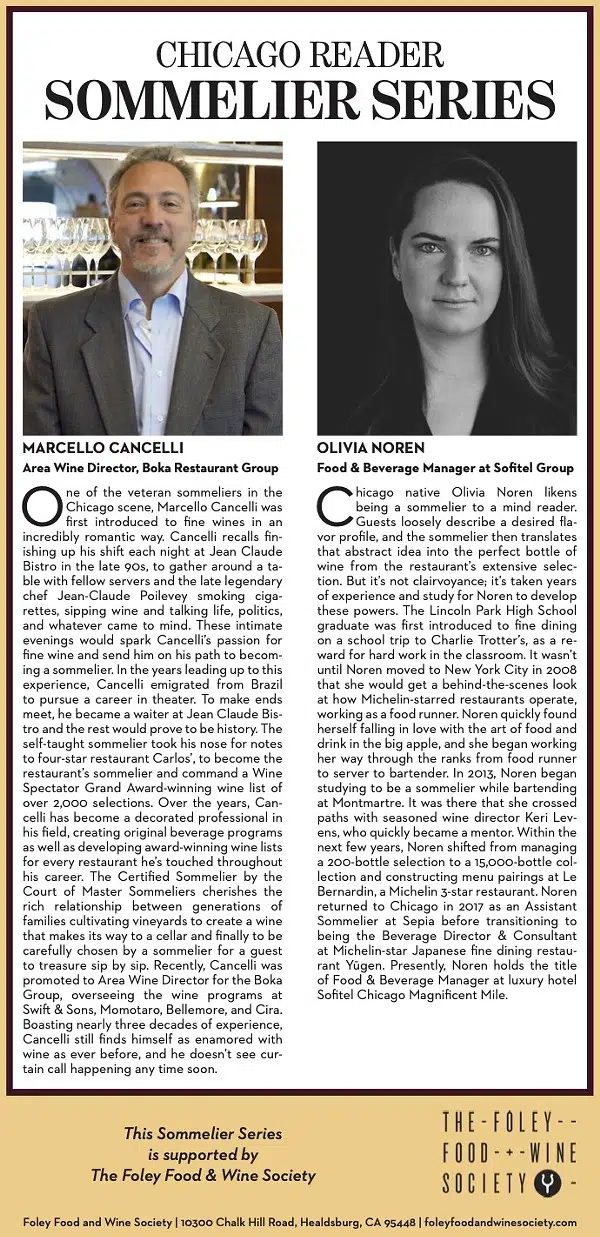 CHICAGO READER
SOMMELIER SERIES
MARCELLO CANCELLI
Area Wine Director, Boka Restaurant Group
One of the veteran sommeliers in the
Chicago scene, Marcello Cancelli was
first introduced to fine wines in an
incredibly romantic way. Cancelli recalls fin-
ishing up his shift each night at Jean Claude
Bistro in the late 90s, to gather around a ta-
ble with fellow servers and the late legendary
chef Jean-Claude Poilevey smoking ciga-
rettes, sipping wine and talking life, politics,
and whatever came to mind. These intimate
evenings would spark Cancelli's passion for
fine wine and send him on his path to becom-
ing a sommelier. In the years leading up to this
experience, Cancelli emigrated from Brazil
to pursue a career in theater. To make ends
meet, he became a waiter at Jean Claude Bis-
tro and the rest would prove to be history. The
self-taught sommelier took his nose for notes
to four-star restaurant Carlos', to become the
restaurant's sommelier and command a Wine
Spectator Grand Award-winning wine list of
over 2,000 selections. Over the years, Can-
celli has become a decorated professional in
his field, creating original beverage programs
as well as developing award-winning wine lists
for every restaurant he's touched throughout
his career. The Certified Sommelier by the
Court of Master Sommeliers cherishes the
rich relationship between generations of
families cultivating vineyards to create a wine
that makes its way to a cellar and finally to be
carefully chosen by a sommelier for a guest
to treasure sip by sip. Recently, Cancelli was
promoted to Area Wine Director for the Boka
Group, overseeing the wine programs at
Swift & Sons, Momotaro, Bellemore, and Cira.
Boasting nearly three decades of experience,
Cancelli still finds himself as enamored with
wine as ever before, and he doesn't see cur-
tain call happening any time soon.
OLIVIA NOREN
Food & Beverage Manager at Sofitel Group
Chicago native Olivia Noren likens
being a sommelier to a mind reader.
Guests loosely describe a desired fla-
vor profile, and the sommelier then translates
that abstract idea into the perfect bottle of
wine from the restaurant's extensive selec-
tion. But it's not clairvoyance; it's taken years
of experience and study for Noren to develop
these powers. The Lincoln Park High School
graduate was first introduced to fine dining
on a school trip to Charlie Trotter's, as a re-
ward for hard work in the classroom. It wasn't
until Noren moved to New York City in 2008
that she would get a behind-the-scenes look
at how Michelin-starred restaurants operate,
working as a food runner. Noren quickly found
herself falling in love with the art of food and
drink in the big apple, and she began working
her way through the ranks from food runner
to server to bartender. In 2013, Noren began
studying to be a sommelier while bartending
at Montmartre. It was there that she crossed
paths with seasoned wine director Keri Lev-
ens, who quickly became a mentor. Within the
next few years, Noren shifted from managing
a 200-bottle selection to a 15,000-bottle col-
lection and constructing menu pairings at Le
Bernardin, a Michelin 3-star restaurant. Noren
returned to Chicago in 2017 as an Assistant
Sommelier at Sepia before transitioning to
being the Beverage Director & Consultant
at Michelin-star Japanese fine dining restau-
rant Yūgen. Presently, Noren holds the title
of Food & Beverage Manager at luxury hotel
Sofitel Chicago Magnificent Mile.
This Sommelier Series
is supported by
The Foley Food & Wine Society
THE-FOLEY--
FOOD-+-WINE
SOCIETY -
Foley Food and Wine Society | 10300 Chalk Hill Road, Healdsburg, CA 95448 | foleyfoodandwinesociety.com